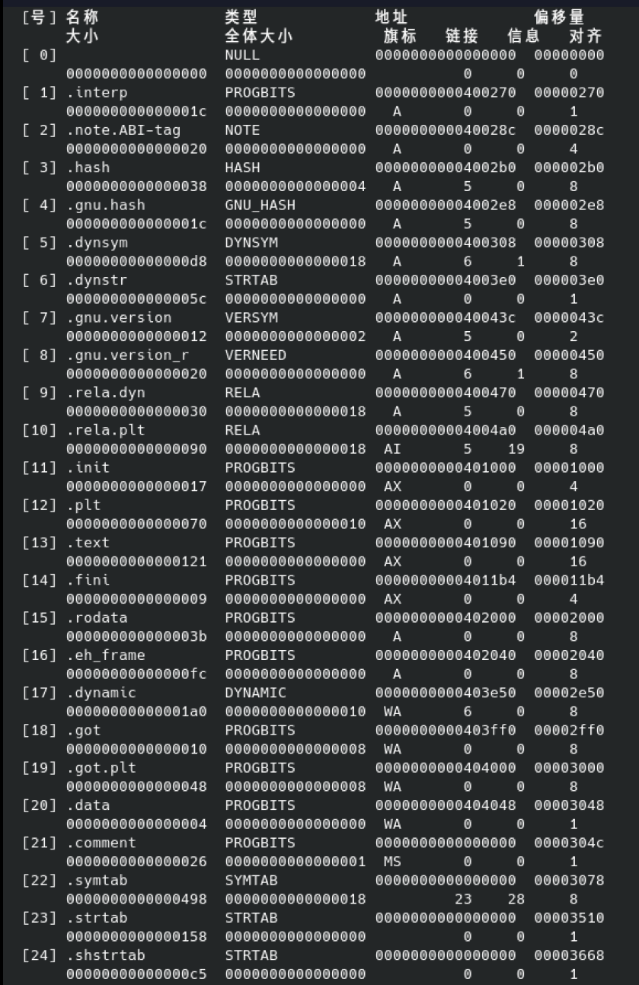 [号] 名称 类型 地址 偏移量
大小 全体大小 旗标 链接 信息 对齐
[ 0] NULL 0000000000000000 00000000
0000000000000000 0000000000000000 0 0 0
[ 1] .interp PROGBITS 0000000000400270 00000270
000000000000001c 0000000000000000 A 0 0 1
[ 2] .note.ABI-tag NOTE 000000000040028c 0000028c
0000000000000020 0000000000000000 A 0 0 4
[ 3] .hash HASH 00000000004002b0 000002b0
0000000000000038 0000000000000004 A 5 0 8
[ 4] .gnu.hash GNU_HASH 00000000004002e8 000002e8
000000000000001c 0000000000000000 A 5 0 8
[ 5] .dynsym DYNSYM 0000000000400308 00000308
00000000000000d8 0000000000000018 A 6 1 8
[ 6] .dynstr STRTAB 00000000004003e0 000003e0
000000000000005c 0000000000000000 A 0 0 1
[ 7] .gnu.version VERSYM 000000000040043c 0000043c
0000000000000012 0000000000000002 A 5 0 2
[ 8] .gnu.version_r VERNEED 0000000000400450 00000450
0000000000000020 0000000000000000 A 6 1 8
[ 9] .rela.dyn RELA 0000000000400470 00000470
0000000000000030 0000000000000018 A 5 0 8
[10] .rela.plt RELA 00000000004004a0 000004a0
0000000000000090 0000000000000018 AI 5 19 8
[11] .init PROGBITS 0000000000401000 00001000
0000000000000017 0000000000000000 AX 0 0 4
[12] .plt PROGBITS 0000000000401020 00001020
0000000000000070 0000000000000010 AX 0 0 16
[13] .text PROGBITS 0000000000401090 00001090
0000000000000121 0000000000000000 AX 0 0 16
[14] .fini PROGBITS 00000000004011b4 000011b4
0000000000000009 0000000000000000 AX 0 0 4
[15] .rodata PROGBITS 0000000000402000 00002000
000000000000003b 0000000000000000 A 0 0 8
[16] .eh_frame PROGBITS 0000000000402040 00002040
00000000000000fc 0000000000000000 A 0 0 8
[17] .dynamic DYNAMIC 0000000000403e50 00002e50
00000000000001a0 0000000000000010 WA 6 0 8
[18] .got PROGBITS 0000000000403ff0 00002ff0
0000000000000010 0000000000000008 WA 0 0 8
[19] .got.plt PROGBITS 0000000000404000 00003000
0000000000000048 0000000000000008 WA 0 0 8
[20] .data PROGBITS 0000000000404048 00003048
0000000000000004 0000000000000000 WA 0 0 1
[21] .comment PROGBITS 0000000000000000 0000304c
0000000000000026 0000000000000001 MS 0 0 1
[22] .symtab SYMTAB 0000000000000000 00003078
0000000000000498 0000000000000018 23 28 8
[23] .strtab STRTAB 0000000000000000 00003510
0000000000000158 0000000000000000 0 0 1
[24] .shstrtab STRTAB 0000000000000000 00003668
00000000000000c5 0000000000000000 0 0 1